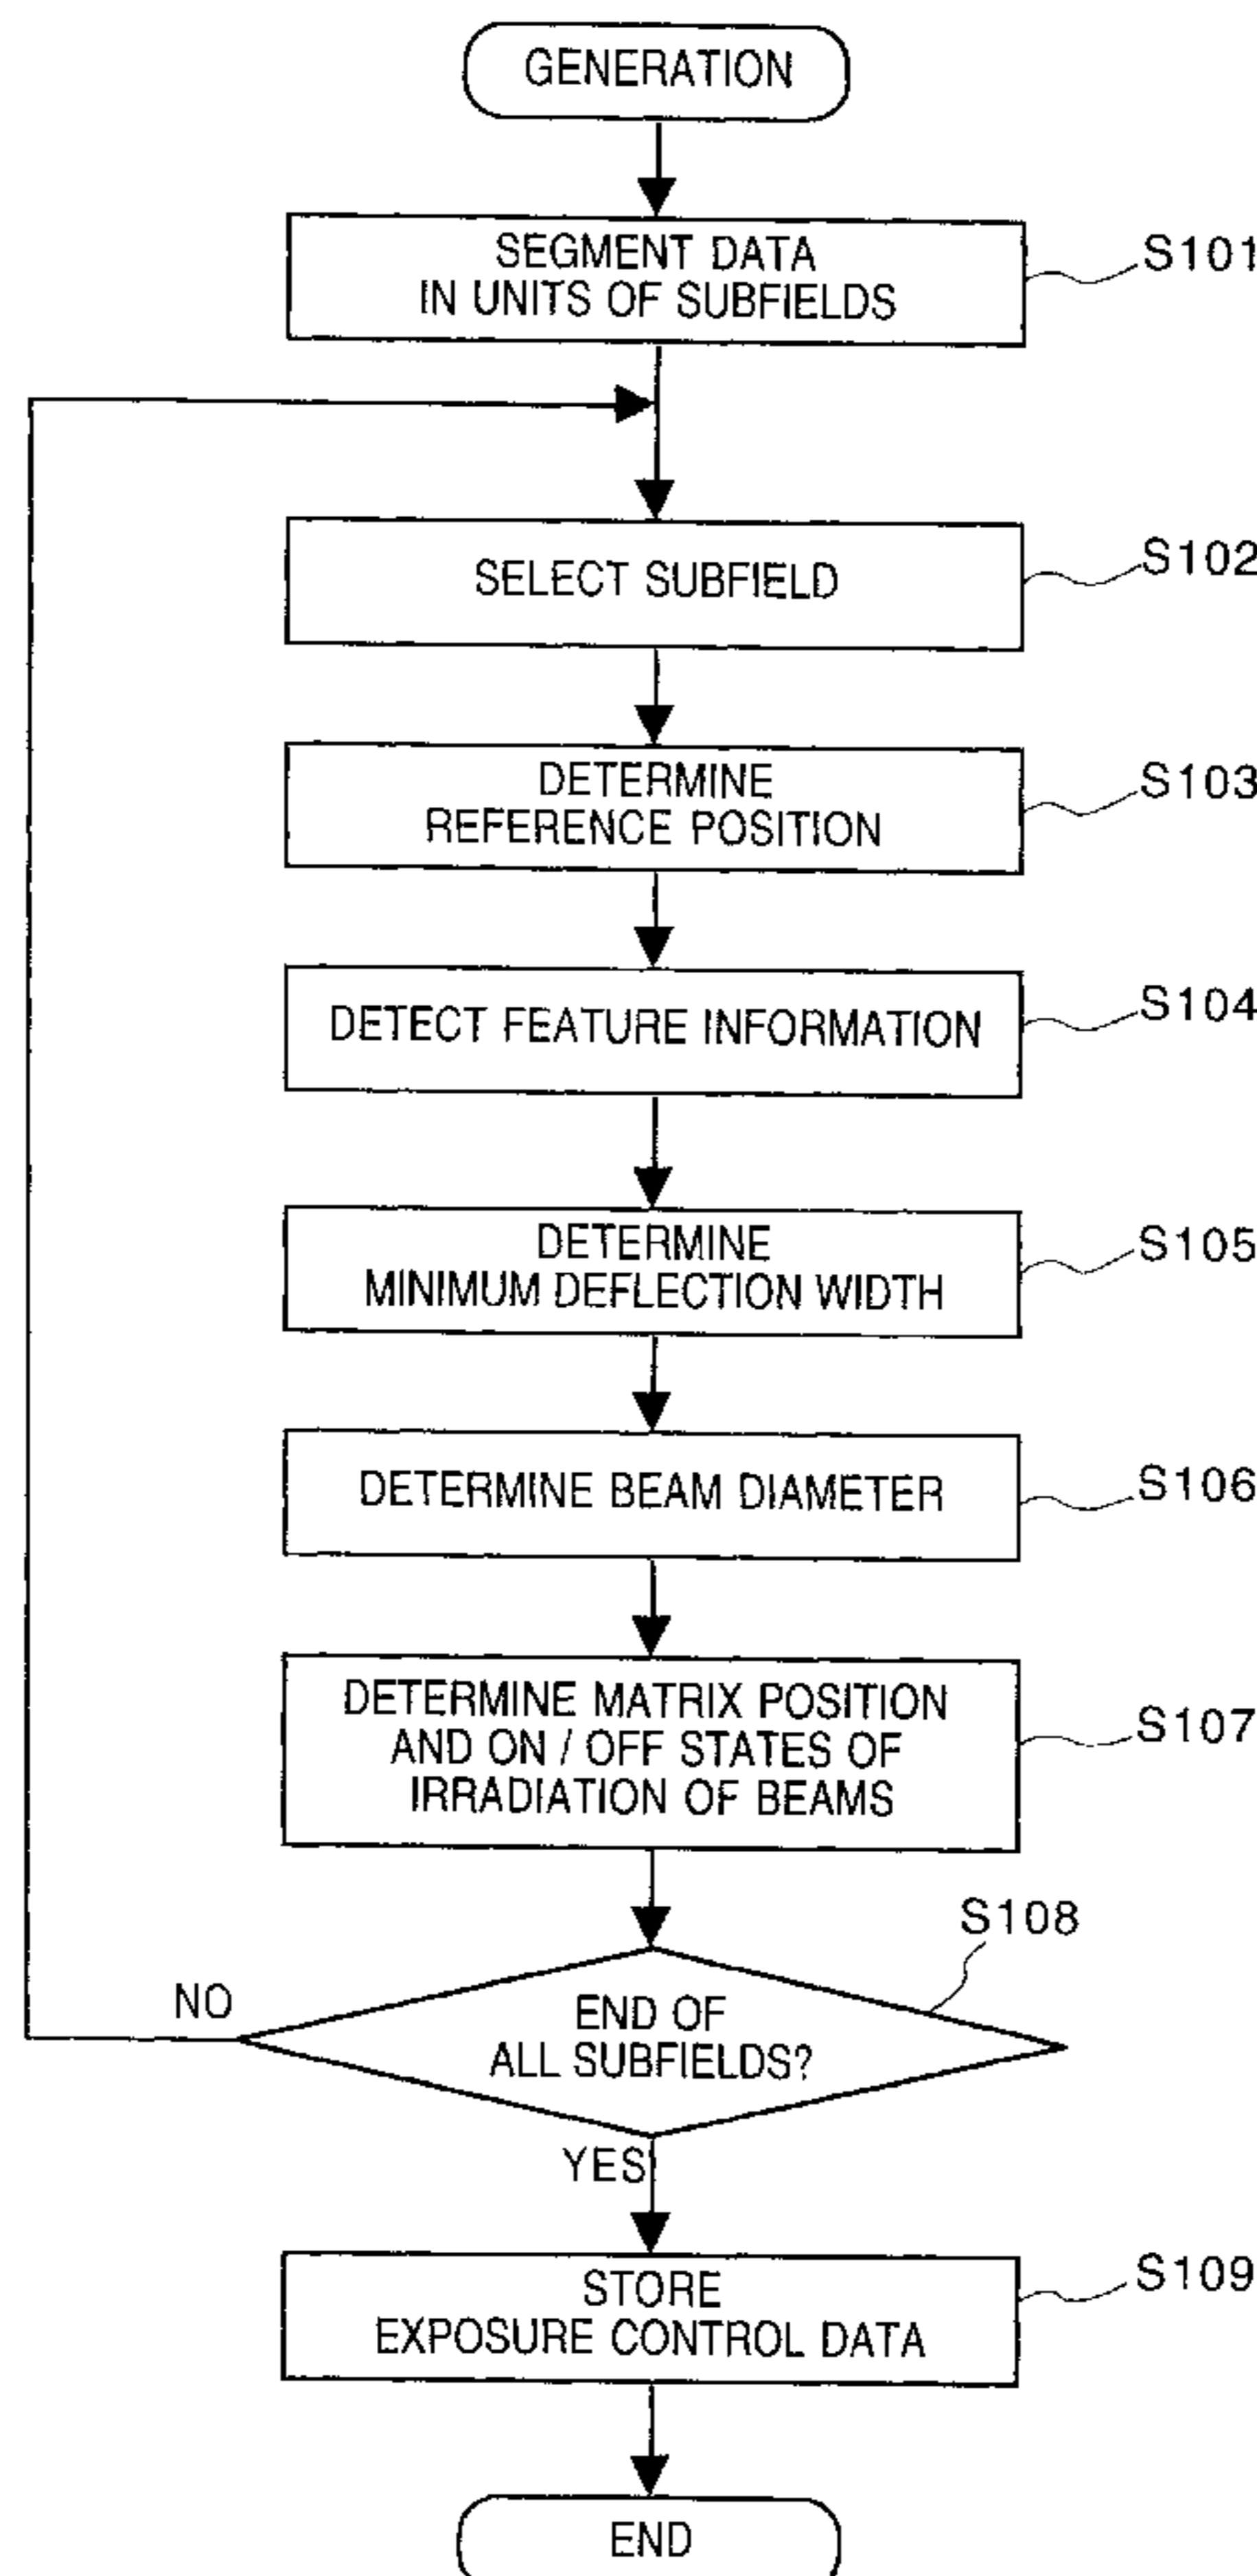 GENERATION
SEGMENT DATA
IN UNITS OF SUBFIELDS
S101
SELECT SUBFIELD
S102
DETERMINE
REFERENCE POSITION
S103
DETECT FEATURE INFORMATION
S104
DETERMINE
MINIMUM DEFLECTION WIDTH
S105
DETERMINE BEAM DIAMETER
S106
DETERMINE MATRIX POSITION
AND ON / OFF STATES OF
IRRADIATION OF BEAMS
S107
S108
NO
END OF
ALL SUBFIELDS?
YES
STORE
EXPOSURE CONTROL DATA
S109
END